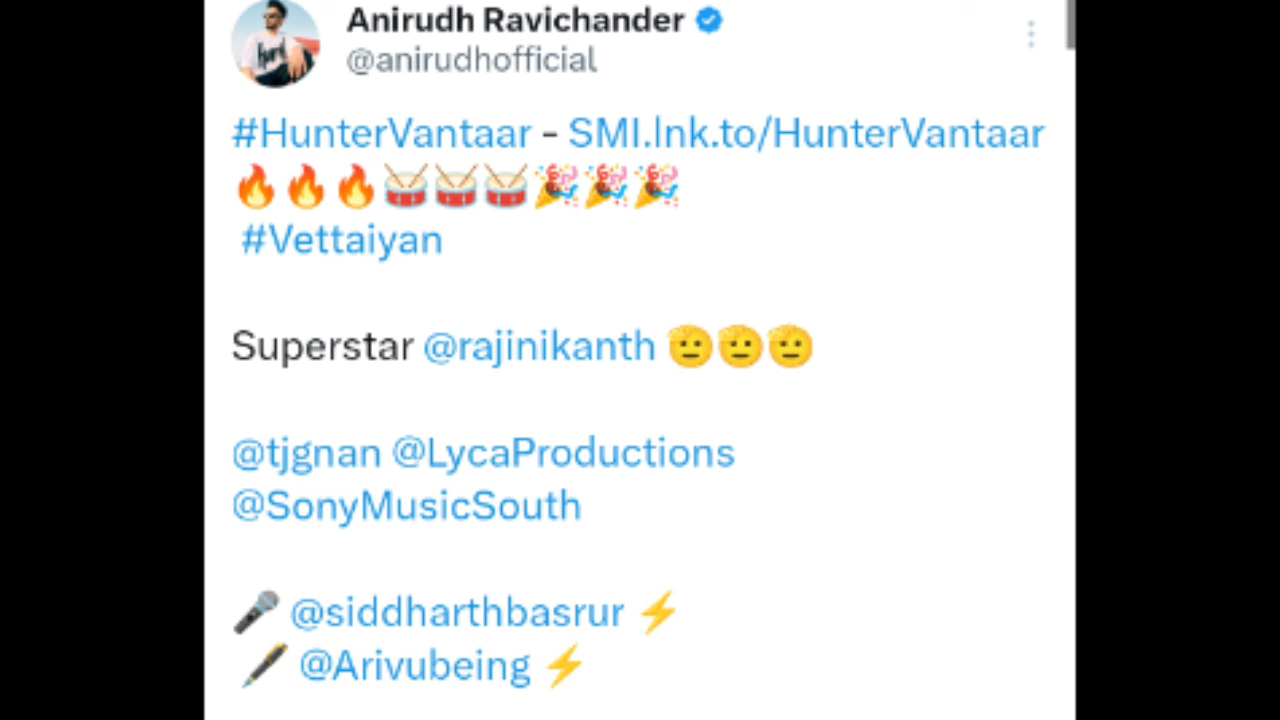 Anirudh Ravichander
@anirudhofficial
#HunterVantaar - SMI.lnk.to/HunterVantaar
🔥🔥🔥🥁🥁🥁🎉🎉🎉
#Vettaiyan
Superstar @rajinikanth 🫡🫡🫡
@tjgnan @LycaProductions
@SonyMusicSouth
🎤 @siddharthbasrur ⚡
🖋 @Arivubeing ⚡